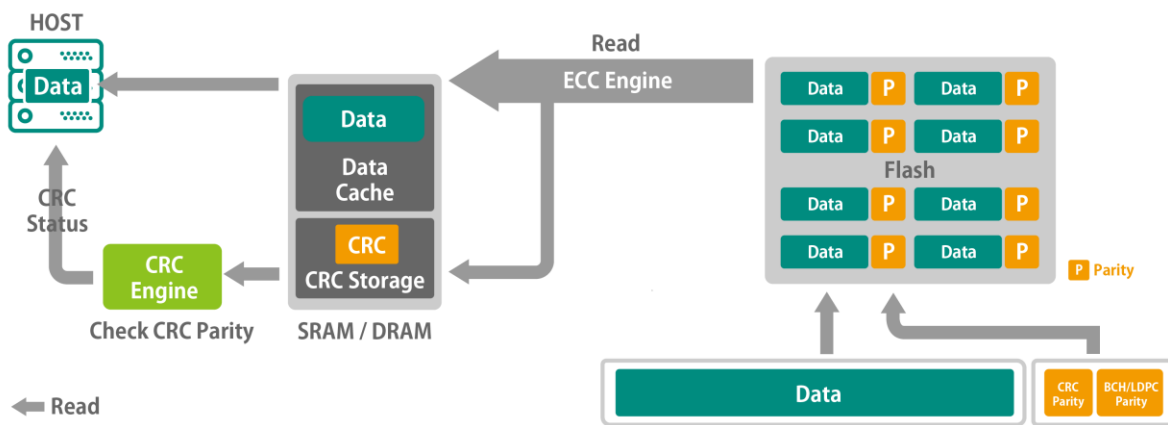 HOST
Data
CRC
Status
CRC
Engine
Check CRC Parity
Data
Data
Cache
CRC
CRC Storage
SRAM / DRAM
Read
ECC Engine
Data P Data P
Data P Data P
Flash
Data P Data P
Data P Data P
P Parity
Data
CRC
Parity
BCH/LDPC
Parity
Read